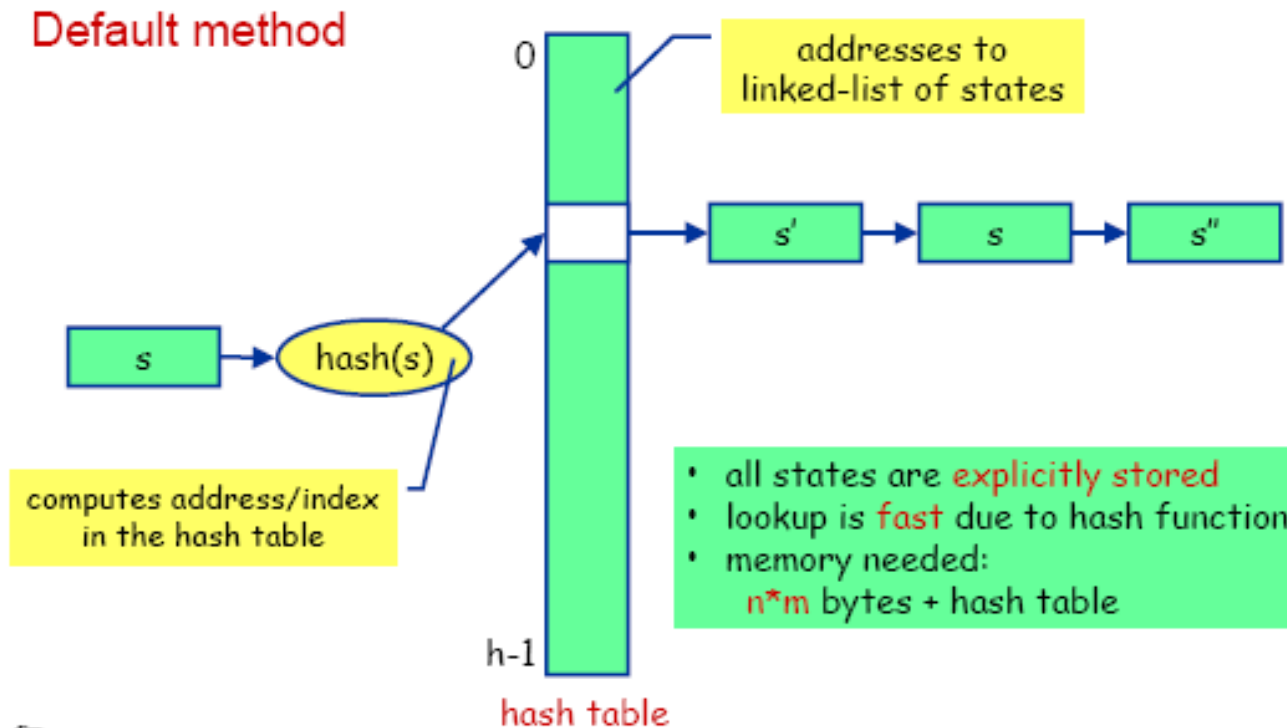 Default method
0
addresses to
linked-list of states
s'
s
s"
s
hash(s)
computes address/index
in the hash table
• all states are explicitly stored
• lookup is fast due to hash function
• memory needed:
n*m bytes + hash table
h-1
hash table